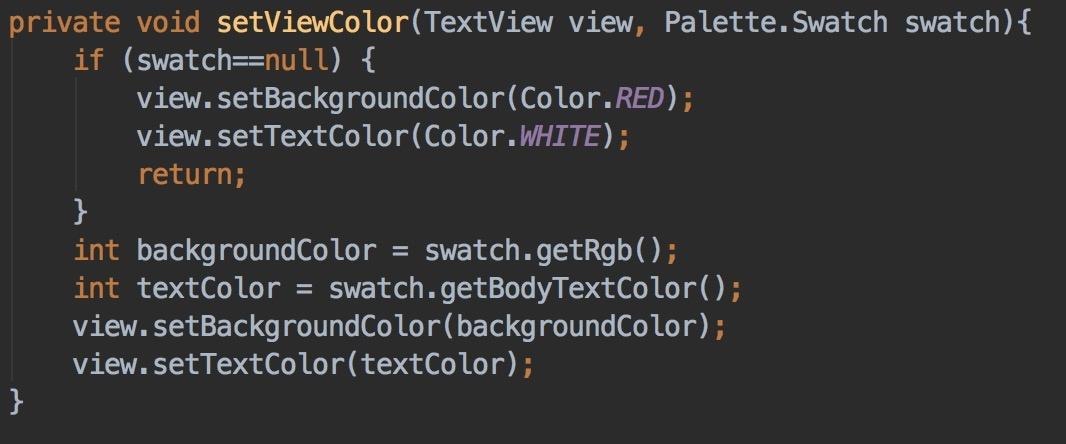 private void setViewColor(TextView view, Palette.Swatch swatch){
    if (swatch==null) {
        view.setBackgroundColor(Color.RED);
        view.setTextColor(Color.WHITE);
        return;
    }
    int backgroundColor = swatch.getRgb();
    int textColor = swatch.getBodyTextColor();
    view.setBackgroundColor(backgroundColor);
    view.setTextColor(textColor);
}